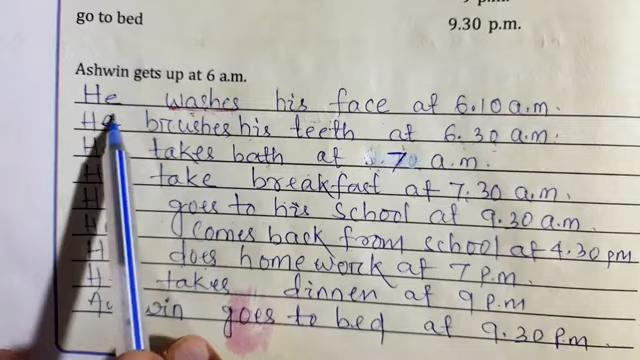 go to bed 9.30 p.m.
Ashwin gets up at 6 a.m.
He washes his face at 6.10 a.m.
brushes his teeth at 6.30 a.m.
takes bath at 7 a.m.
take breakfast at 7.30 a.m.
goes to his school at 9.30 a.m.
comes back from school at 4.30 pm
does home work at 7 p.m.
takes dinner at 9 p.m
goes to bed at 9.30 P.m.